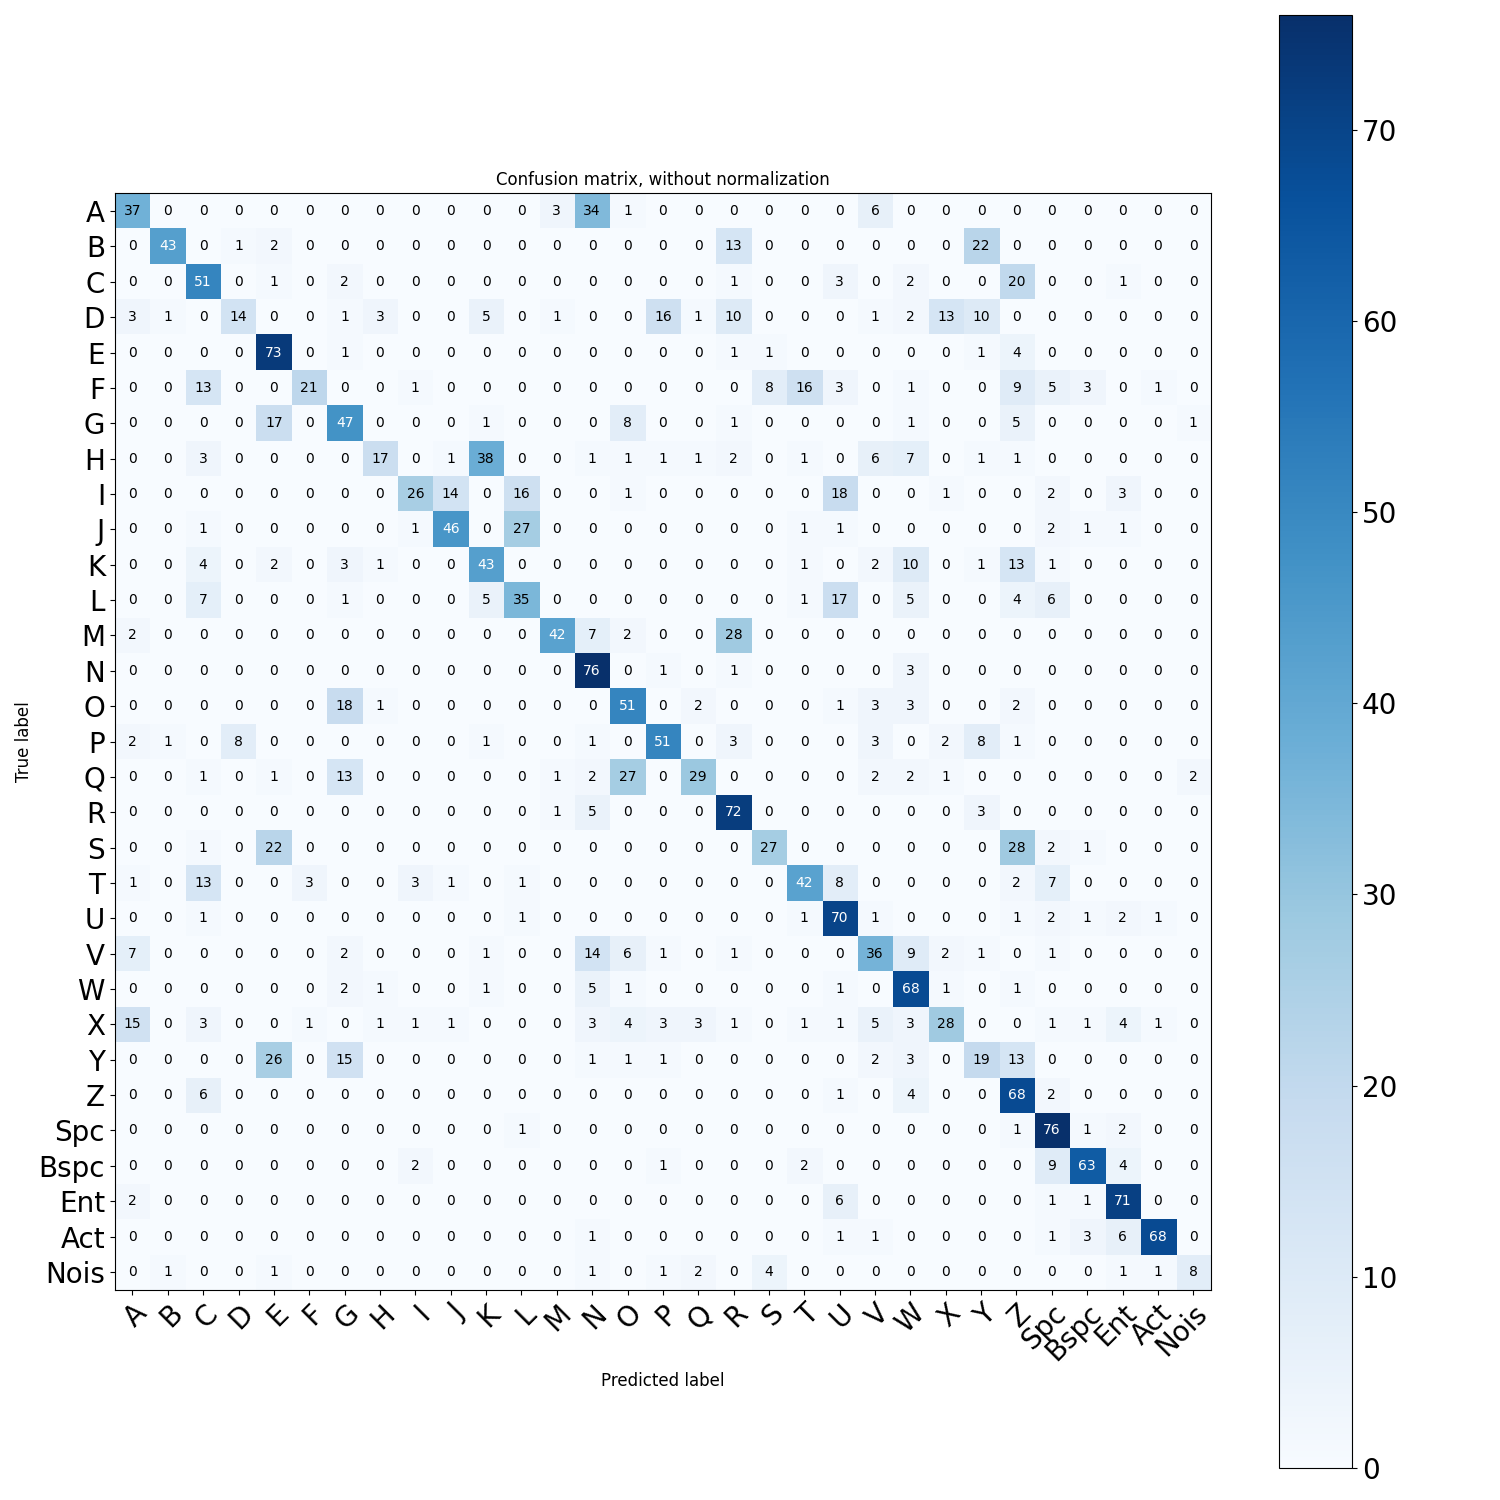 Confusion matrix, without normalization
A 37 0 0 0 0 0 0 0 0 0 0 0 3 34 1 0 0 0 0 0 0 6 0 0 0 0 0 0 0 0 0
B 0 43 0 1 2 0 0 0 0 0 0 0 0 0 0 0 0 13 0 0 0 0 0 0 22 0 0 0 0 0 0
C 0 0 51 0 1 0 2 0 0 0 0 0 0 0 0 0 0 1 0 0 3 0 2 0 0 20 0 0 1 0 0
D 3 1 0 14 0 0 1 3 0 0 5 0 1 0 0 16 1 10 0 0 0 1 2 13 10 0 0 0 0 0 0
E 0 0 0 0 73 0 1 0 0 0 0 0 0 0 0 0 0 1 1 0 0 0 0 0 1 4 0 0 0 0 0
F 0 0 13 0 0 21 0 0 1 0 0 0 0 0 0 0 0 0 8 16 3 0 1 0 0 9 5 3 0 1 0
G 0 0 0 0 17 0 47 0 0 0 1 0 0 0 8 0 0 1 0 0 0 0 1 0 0 5 0 0 0 0 1
H 0 0 3 0 0 0 0 17 0 1 38 0 0 1 1 1 1 2 0 1 0 6 7 0 1 1 0 0 0 0 0
I 0 0 0 0 0 0 0 0 26 14 0 16 0 0 1 0 0 0 0 0 18 0 0 1 0 0 2 0 3 0 0
J 0 0 1 0 0 0 0 0 1 46 0 27 0 0 0 0 0 0 0 1 1 0 0 0 0 0 2 1 1 0 0
K 0 0 4 0 2 0 3 1 0 0 43 0 0 0 0 0 0 0 0 1 0 2 10 0 1 13 1 0 0 0 0
L 0 0 7 0 0 0 1 0 0 0 5 35 0 0 0 0 0 0 0 1 17 0 5 0 0 4 6 0 0 0 0
M 2 0 0 0 0 0 0 0 0 0 0 0 42 7 2 0 0 28 0 0 0 0 0 0 0 0 0 0 0 0 0
N 0 0 0 0 0 0 0 0 0 0 0 0 0 76 0 1 0 1 0 0 0 0 3 0 0 0 0 0 0 0 0
O 0 0 0 0 0 0 18 1 0 0 0 0 0 0 51 0 2 0 0 0 1 3 3 0 0 2 0 0 0 0 0
P 2 1 0 8 0 0 0 0 0 0 1 0 0 1 0 51 0 3 0 0 0 3 0 2 8 1 0 0 0 0 0
Q 0 0 1 0 1 0 13 0 0 0 0 0 1 2 27 0 29 0 0 0 0 2 2 1 0 0 0 0 0 0 2
R 0 0 0 0 0 0 0 0 0 0 0 0 1 5 0 0 0 72 0 0 0 0 0 0 3 0 0 0 0 0 0
S 0 0 1 0 22 0 0 0 0 0 0 0 0 0 0 0 0 0 27 0 0 0 0 0 0 28 2 1 0 0 0
T 1 0 13 0 0 3 0 0 3 1 0 1 0 0 0 0 0 0 0 42 8 0 0 0 0 2 7 0 0 0 0
U 0 0 1 0 0 0 0 0 0 0 0 1 0 0 0 0 0 0 0 1 70 1 0 0 0 1 2 1 2 1 0
V 7 0 0 0 0 0 2 0 0 0 1 0 0 14 6 1 0 1 0 0 0 36 9 2 1 0 1 0 0 0 0
W 0 0 0 0 0 0 2 1 0 0 1 0 0 5 1 0 0 0 0 0 1 0 68 1 0 1 0 0 0 0 0
X 15 0 3 0 0 1 0 1 1 1 0 0 0 3 4 3 3 1 0 1 1 5 3 28 0 0 1 1 4 1 0
Y 0 0 0 0 26 0 15 0 0 0 0 0 0 1 1 1 0 0 0 0 0 2 3 0 19 13 0 0 0 0 0
Z 0 0 6 0 0 0 0 0 0 0 0 0 0 0 0 0 0 0 0 0 1 0 4 0 0 68 2 0 0 0 0
Spc 0 0 0 0 0 0 0 0 0 0 0 1 0 0 0 0 0 0 0 0 0 0 0 0 0 1 76 1 2 0 0
Bspc 0 0 0 0 0 0 0 0 2 0 0 0 0 0 0 1 0 0 0 2 0 0 0 0 0 0 9 63 4 0 0
Ent 2 0 0 0 0 0 0 0 0 0 0 0 0 0 0 0 0 0 0 0 6 0 0 0 0 0 1 1 71 0 0
Act 0 0 0 0 0 0 0 0 0 0 0 0 0 1 0 0 0 0 0 0 1 1 0 0 0 0 1 3 6 68 0
Nois 0 1 0 0 1 0 0 0 0 0 0 0 0 1 0 1 2 0 4 0 0 0 0 0 0 0 0 0 1 1 8
A B C D E F G H I J K L M N O P Q R S T U V W X Y Z Spc Bspc Ent Act Nois
Predicted label
True label
70
60
50
40
30
20
10
0